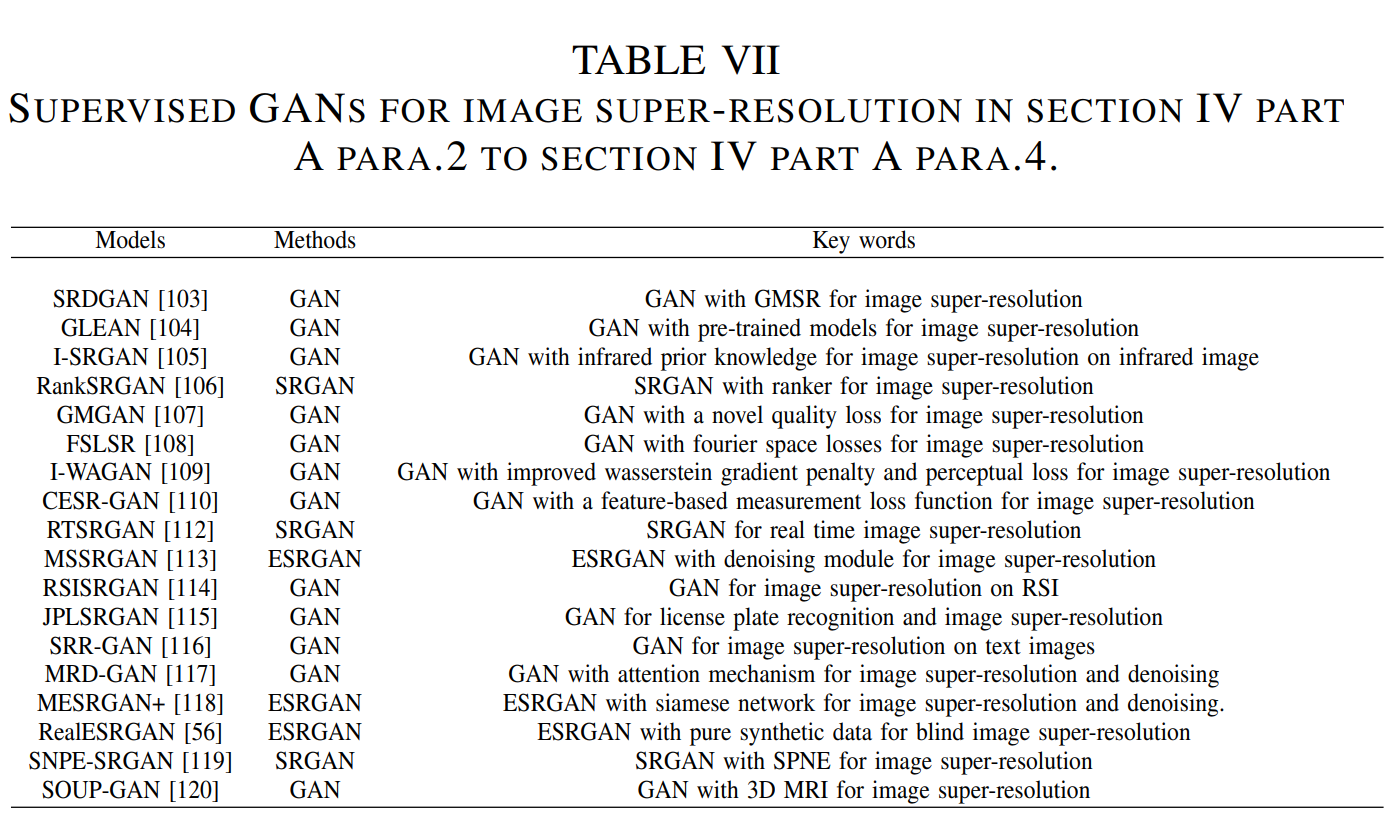 TABLE VII
SUPERVISED GANS FOR IMAGE SUPER-RESOLUTION IN SECTION IV PART
A PARA.2 TO SECTION IV PART A PARA.4.
Models Methods Key words
SRDGAN [103] GAN GAN with GMSR for image super-resolution
GLEAN [104] GAN GAN with pre-trained models for image super-resolution
I-SRGAN [105] GAN GAN with infrared prior knowledge for image super-resolution on infrared image
RankSRGAN [106] SRGAN SRGAN with ranker for image super-resolution
GMGAN [107] GAN GAN with a novel quality loss for image super-resolution
FSLSR [108] GAN GAN with fourier space losses for image super-resolution
I-WAGAN [109] GAN GAN with improved wasserstein gradient penalty and perceptual loss for image super-resolution
CESR-GAN [110] GAN GAN with a feature-based measurement loss function for image super-resolution
RTSRGAN [112] SRGAN SRGAN for real time image super-resolution
MSSRGAN [113] ESRGAN ESRGAN with denoising module for image super-resolution
RSISRGAN [114] GAN GAN for image super-resolution on RSI
JPLSRGAN [115] GAN GAN for license plate recognition and image super-resolution
SRR-GAN [116] GAN GAN for image super-resolution on text images
MRD-GAN [117] GAN GAN with attention mechanism for image super-resolution and denoising
MESRGAN+ [118] ESRGAN ESRGAN with siamese network for image super-resolution and denoising.
RealESRGAN [56] ESRGAN ESRGAN with pure synthetic data for blind image super-resolution
SNPE-SRGAN [119] SRGAN SRGAN with SPNE for image super-resolution
SOUP-GAN [120] GAN GAN with 3D MRI for image super-resolution